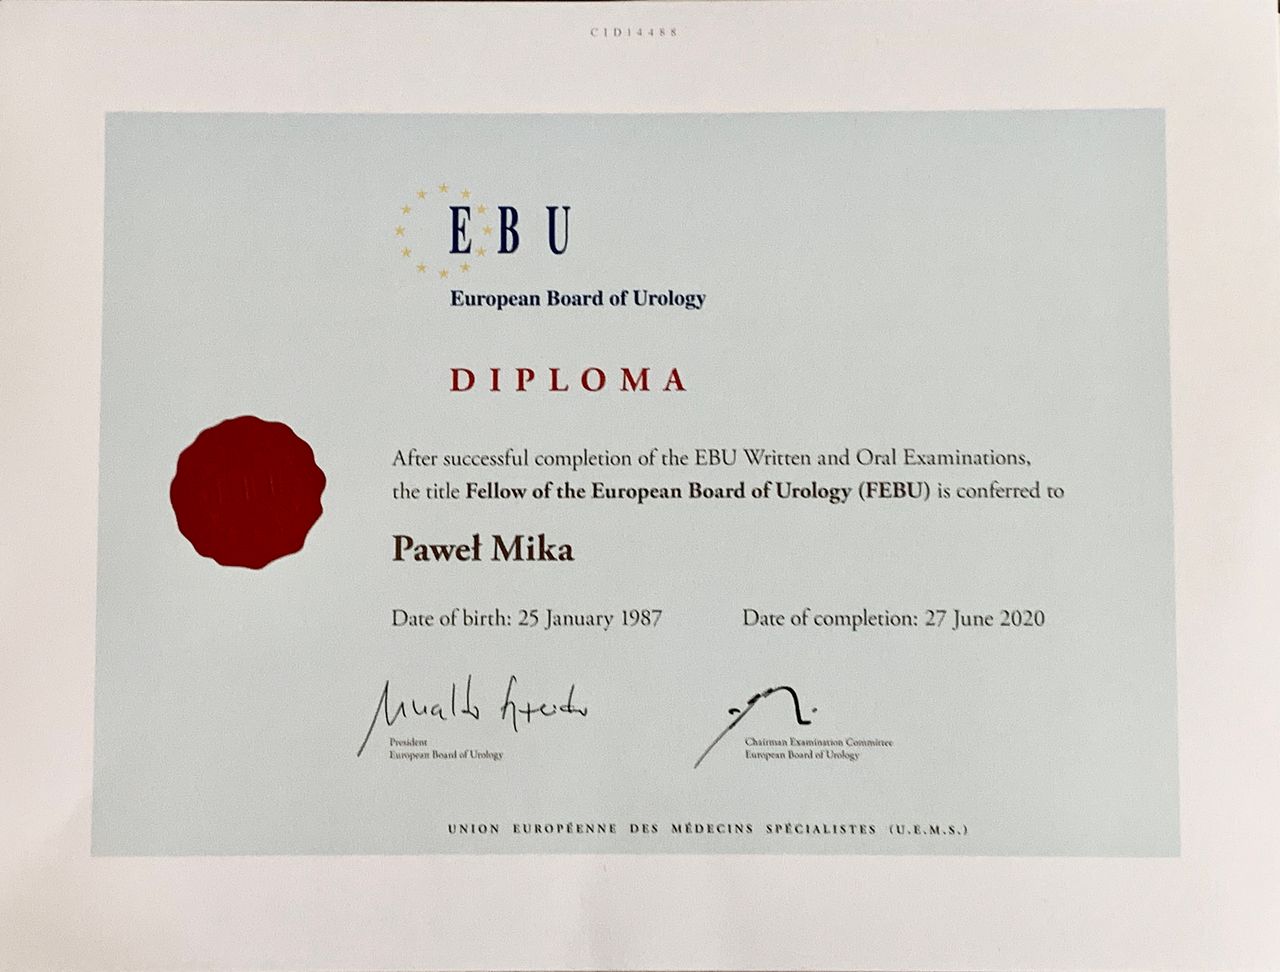 CID14488
EBU
European Board of Urology
DIPLOMA
After successful completion of the EBU Written and Oral Examinations,
the title Fellow of the European Board of Urology (FEBU) is conferred to
Paweł Mika
Date of birth: 25 January 1987 Date of completion: 27 June 2020
President
European Board of Urology
Chairman Examination Committee
European Board of Urology
UNION EUROPÉENNE DES MÉDECINS SPÉCIALISTES (U.E.M.S.)